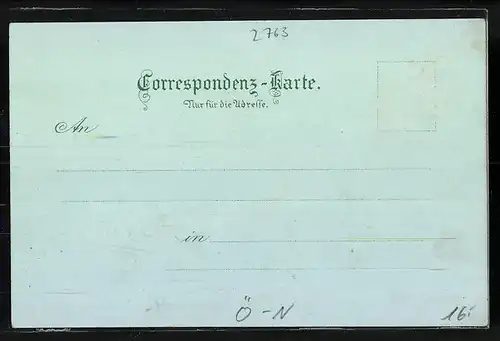 2763
Correspondenz-Karte.
Nur für die Adresse.
An
in
Ö-N
16: